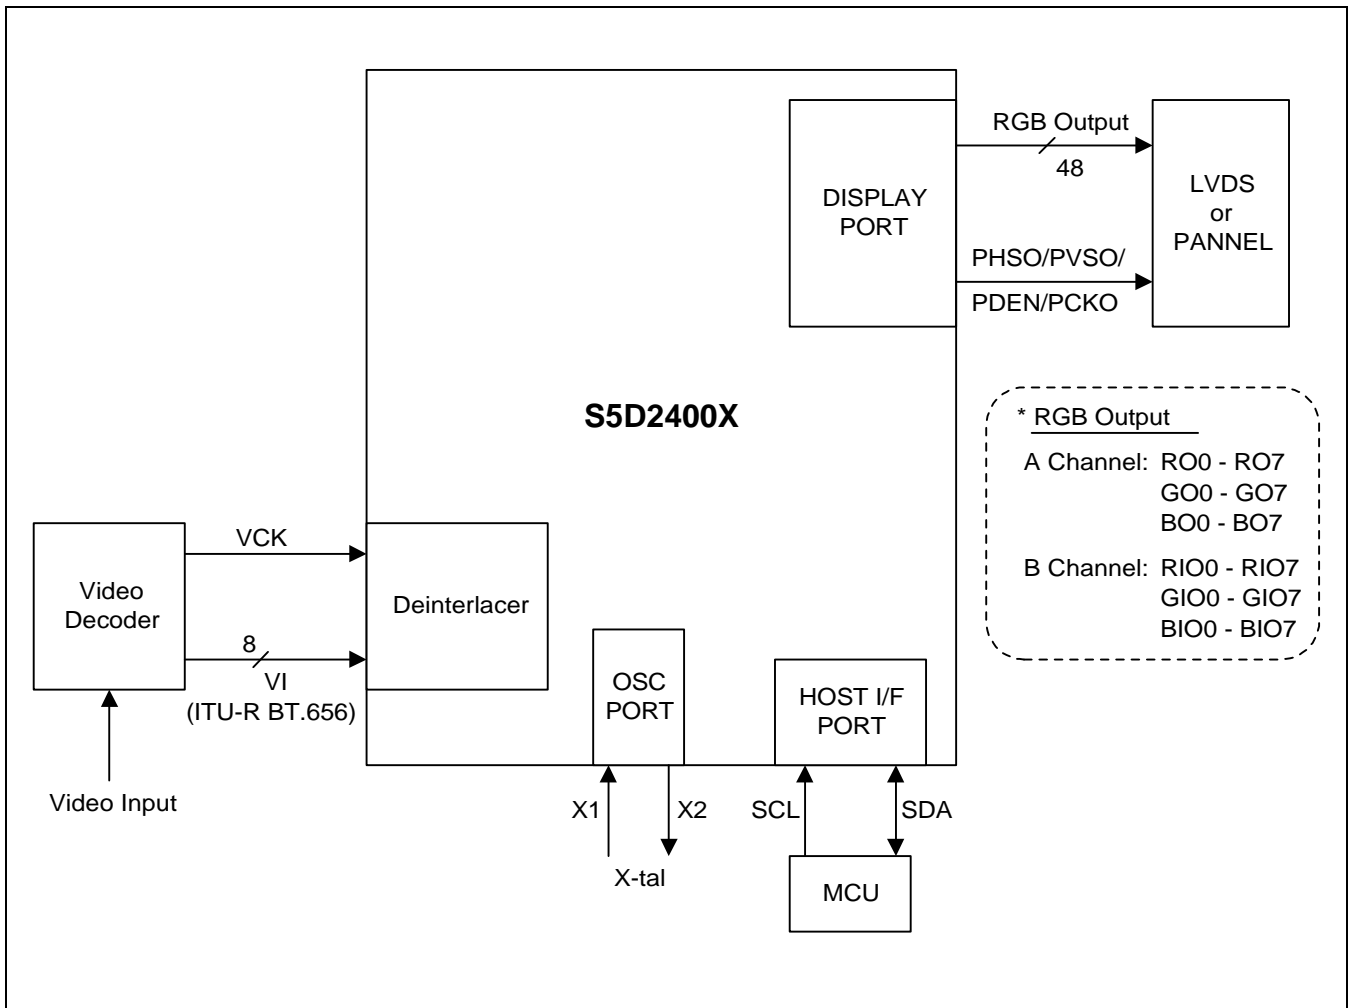 RGB Output
48
DISPLAY
PORT
LVDS
or
PANNEL
PHSO/PVSO/
PDEN/PCKO
S5D2400X
* RGB Output
A Channel: RO0 - RO7
GO0 - GO7
BO0 - BO7
B Channel: RIO0 - RIO7
GIO0 - GIO7
BIO0 - BIO7
VCK
Video
Decoder
Deinterlacer
8
VI
(ITU-R BT.656)
OSC
PORT
HOST I/F
PORT
Video Input
X1
X2
SCL
SDA
X-tal
MCU